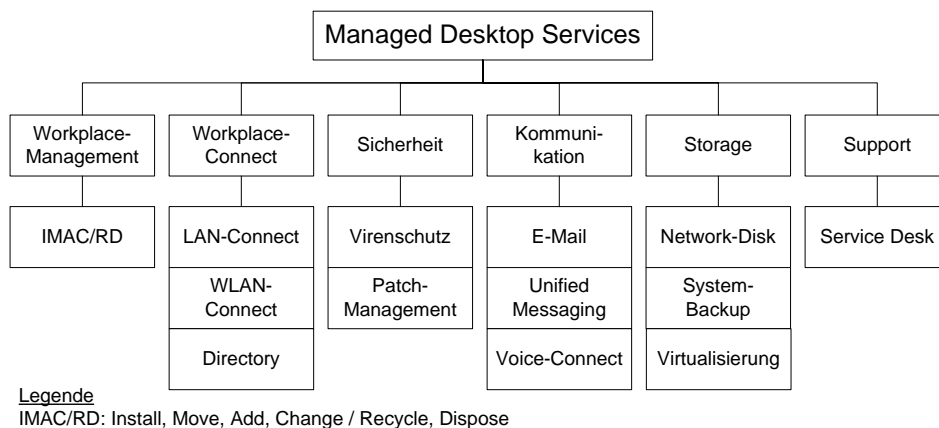 Managed Desktop Services
Workplace-
Management
Workplace-
Connect
Sicherheit
Kommuni-
kation
Storage
Support
IMAC/RD
LAN-Connect
Virenschutz
E-Mail
Network-Disk
Service Desk
WLAN-
Connect
Patch-
Management
Unified
Messaging
System-
Backup
Directory
Voice-Connect
Virtualisierung
Legende
IMAC/RD: Install, Move, Add, Change / Recycle, Dispose